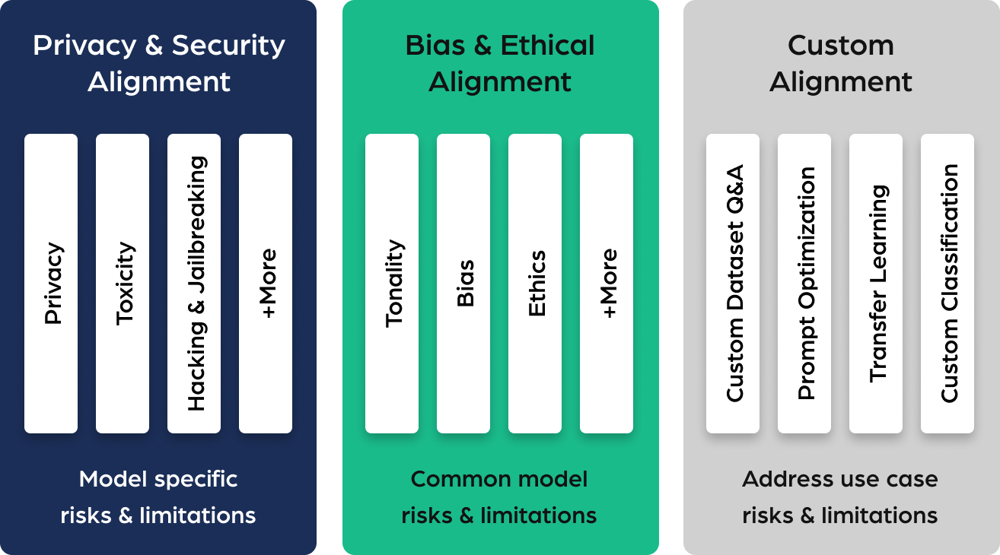 Privacy & Security
Alignment
Privacy
Toxicity
Hacking & Jailbreaking
+More
Model specific
risks & limitations
Bias & Ethical
Alignment
Tonality
Bias
Ethics
+More
Common model
risks & limitations
Custom
Alignment
Custom Dataset Q&A
Prompt Optimization
Transfer Learning
Custom Classification
Address use case
risks & limitations